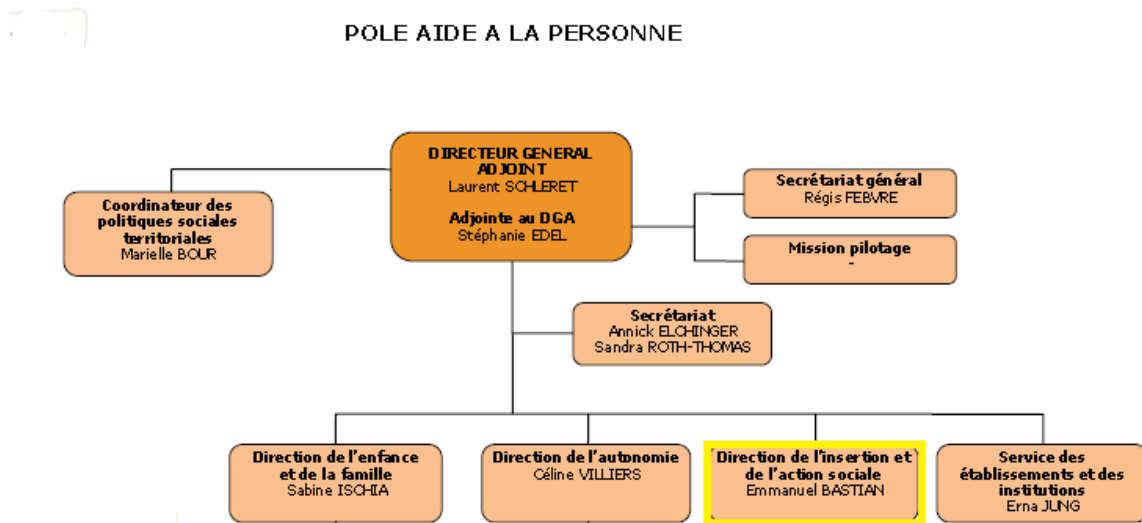 POLE AIDE A LA PERSONNE
DIRECTEUR GENERAL
ADJOINT
Laurent SCHLERET
Adjointe au DGA
Stéphanie EDEL
Coordinateur des
politiques sociales
territoriales
Marielle BOUR
Secrétariat général
Régis FEBVRE
Mission pilotage
-
Secrétariat
Annick ELCHINGER
Sandra ROTH-THOMAS
Direction de l'enfance
et de la famille
Sabine ISCHIA
Direction de l'autonomie
Céline VILLIERS
Direction de l'insertion et
de l'action sociale
Emmanuel BASTIAN
Service des
établissements et des
institutions
Erna JUNG